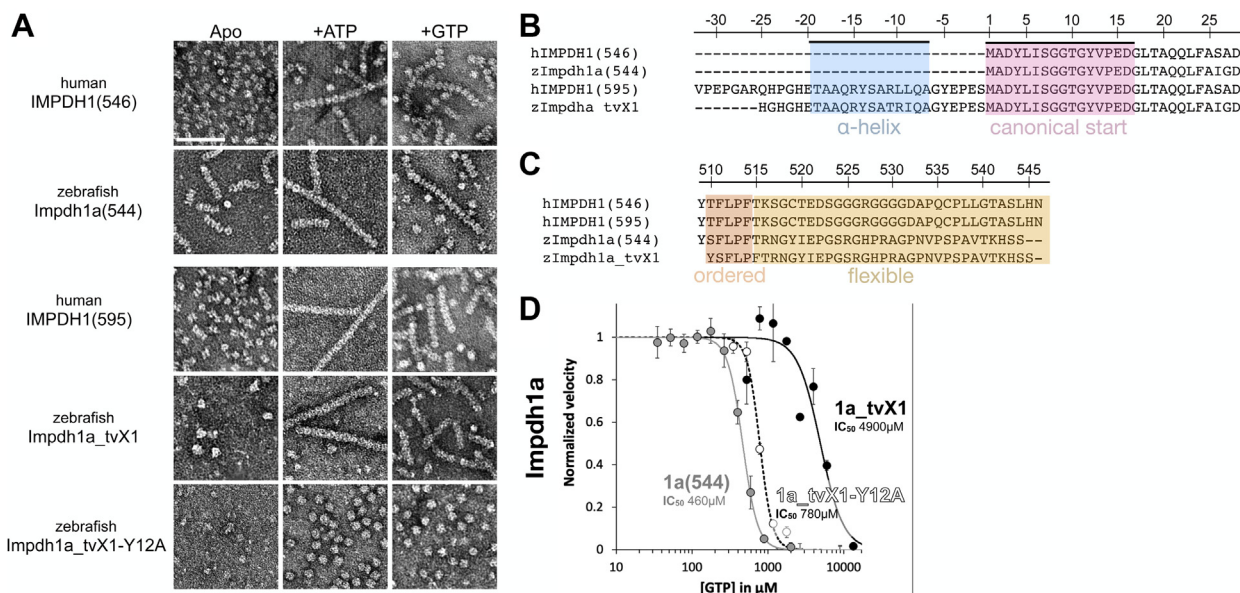 A
Apo
+ATP
+GTP
human
IMPDH1(546)
zebrafish
Impdh1a(544)
human
IMPDH1(595)
zebrafish
Impdh1a_tvX1
zebrafish
Impdh1a_tvX1-Y12A
B
-30 -25 -20 -15 -10 -5 1 5 10 15 20 25
hIMPDH1(546) --------------------------------MADYLISGGTGYVPEDGLTAQQLFASAD
zImpdh1a(544) --------------------------------MADYLISGGTGYVPEDGLTAQQLFAIGD
hIMPDH1(595) VPEPGARQHPGHETAAQRYSARLLQAGYEPESMADYLISGGTGYVPEDGLTAQQLFASAD
zImpdha tvX1 -------HGHGHETAAQRYSATRIQAGYEPESMADYLISGGTGYVPEDGLTAQQLFAIGD
α-helix
canonical start
C
510 515 520 525 530 535 540 545
hIMPDH1(546) YTFLPFTKSGCTEDSGGGRGGGGDAPQCPLLGTASLHN
hIMPDH1(595) YTFLPFTKSGCTEDSGGGRGGGGDAPQCPLLGTASLHN
zImpdh1a(544) YSFLPFTRNGYIEPGSRGHPRAGPNVPSPAVTKHSS--
zImpdh1a_tvX1 YSFLPFTRNGYIEPGSRGHPRAGPNVPSPAVTKHSS-
ordered
flexible
D
Impdh1a
Normalized velocity
1
0.8
0.6
0.4
0.2
0
10 100 1000 10000
[GTP] in µM
1a_tvX1
IC50 4900µM
1a(544)
IC50 460µM
1a_tvX1-Y12A
IC50 780µM